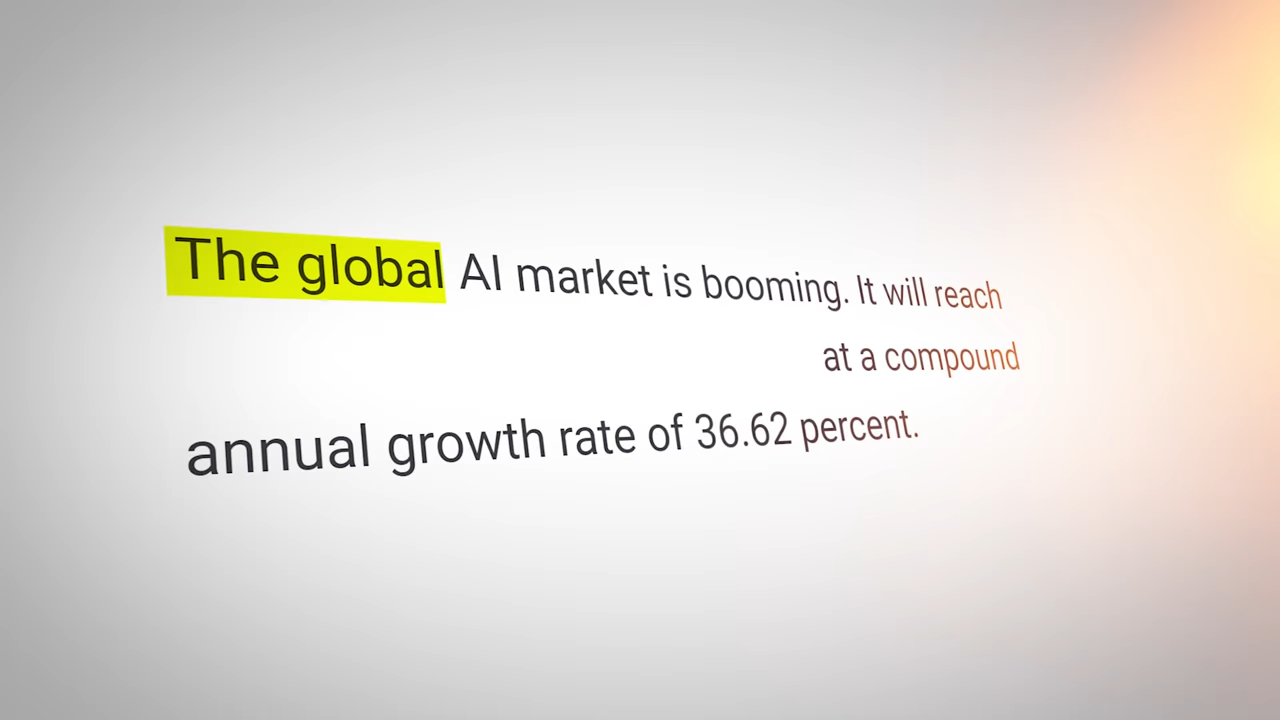 The global AI market is booming. It will reach
at a compound
annual growth rate of 36.62 percent.